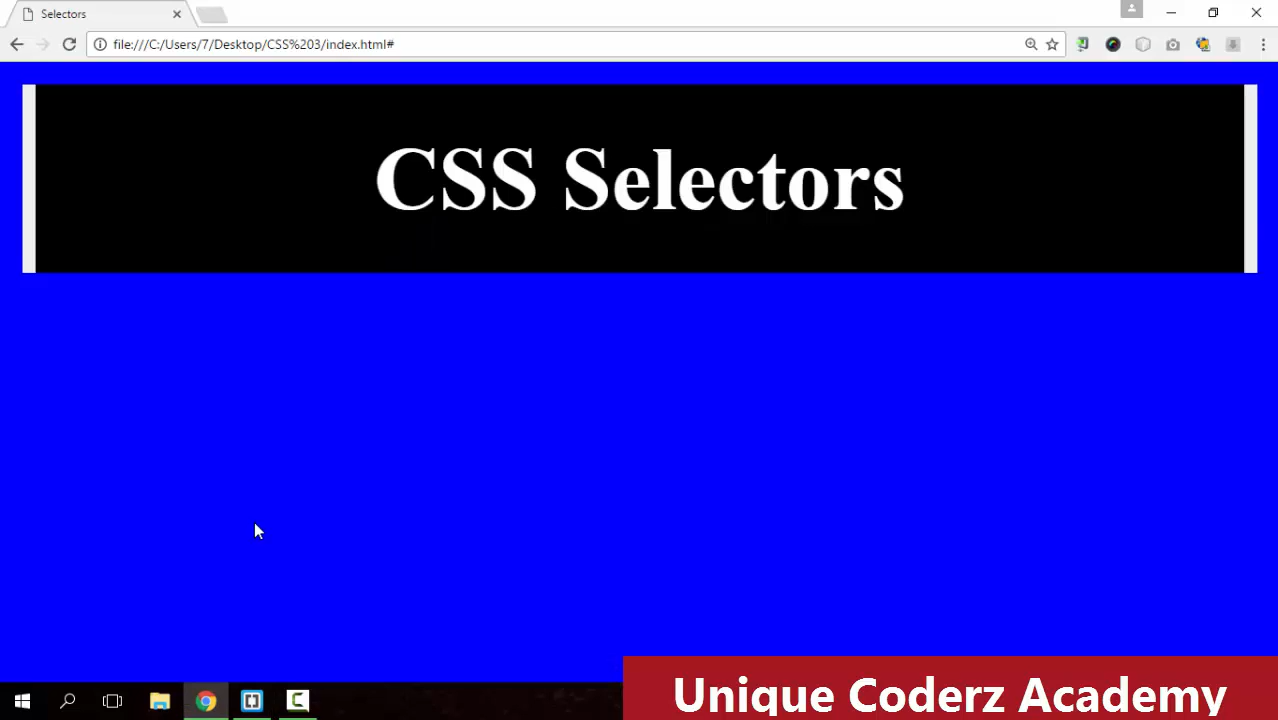 Selectors
file:///C:/Users/7/Desktop/CSS%203/index.html#
CSS Selectors
Unique Coderz Academy